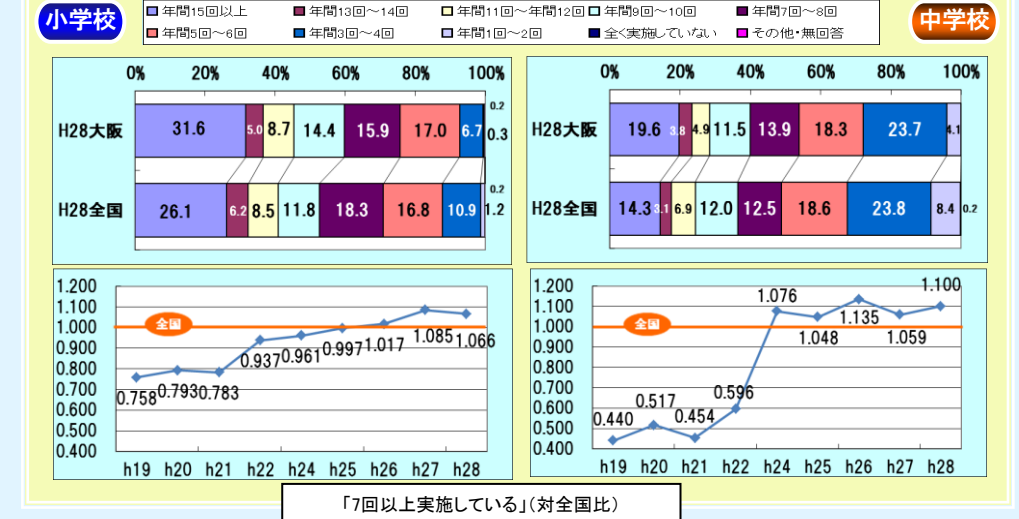 小学校
中学校
年間15回以上 年間13回～14回 年間11回～年間12回 年間9回～10回 年間7回～8回
年間5回～6回 年間3回～4回 年間1回～2回 全く実施していない その他・無回答
0% 20% 40% 60% 80% 100%
H28大阪 31.6 5.0 8.7 14.4 15.9 17.0 6.7 0.2 0.3
H28全国 26.1 6.2 8.5 11.8 18.3 16.8 10.9 0.2 1.2
0% 20% 40% 60% 80% 100%
H28大阪 19.6 3.8 4.9 11.5 13.9 18.3 23.7 4.1
H28全国 14.3 3.1 6.9 12.0 12.5 18.6 23.8 8.4 0.2
1.200
1.100
1.000
0.900
0.800
0.700
0.600
0.500
0.400
全国
0.758 0.793 0.783 0.937 0.961 0.997 1.017 1.085 1.066
h19 h20 h21 h22 h24 h25 h26 h27 h28
1.200
1.100
1.000
0.900
0.800
0.700
0.600
0.500
0.400
全国
0.440 0.517 0.454 0.596 1.076 1.048 1.135 1.059 1.100
h19 h20 h21 h22 h24 h25 h26 h27 h28
「7回以上実施している」(対全国比)